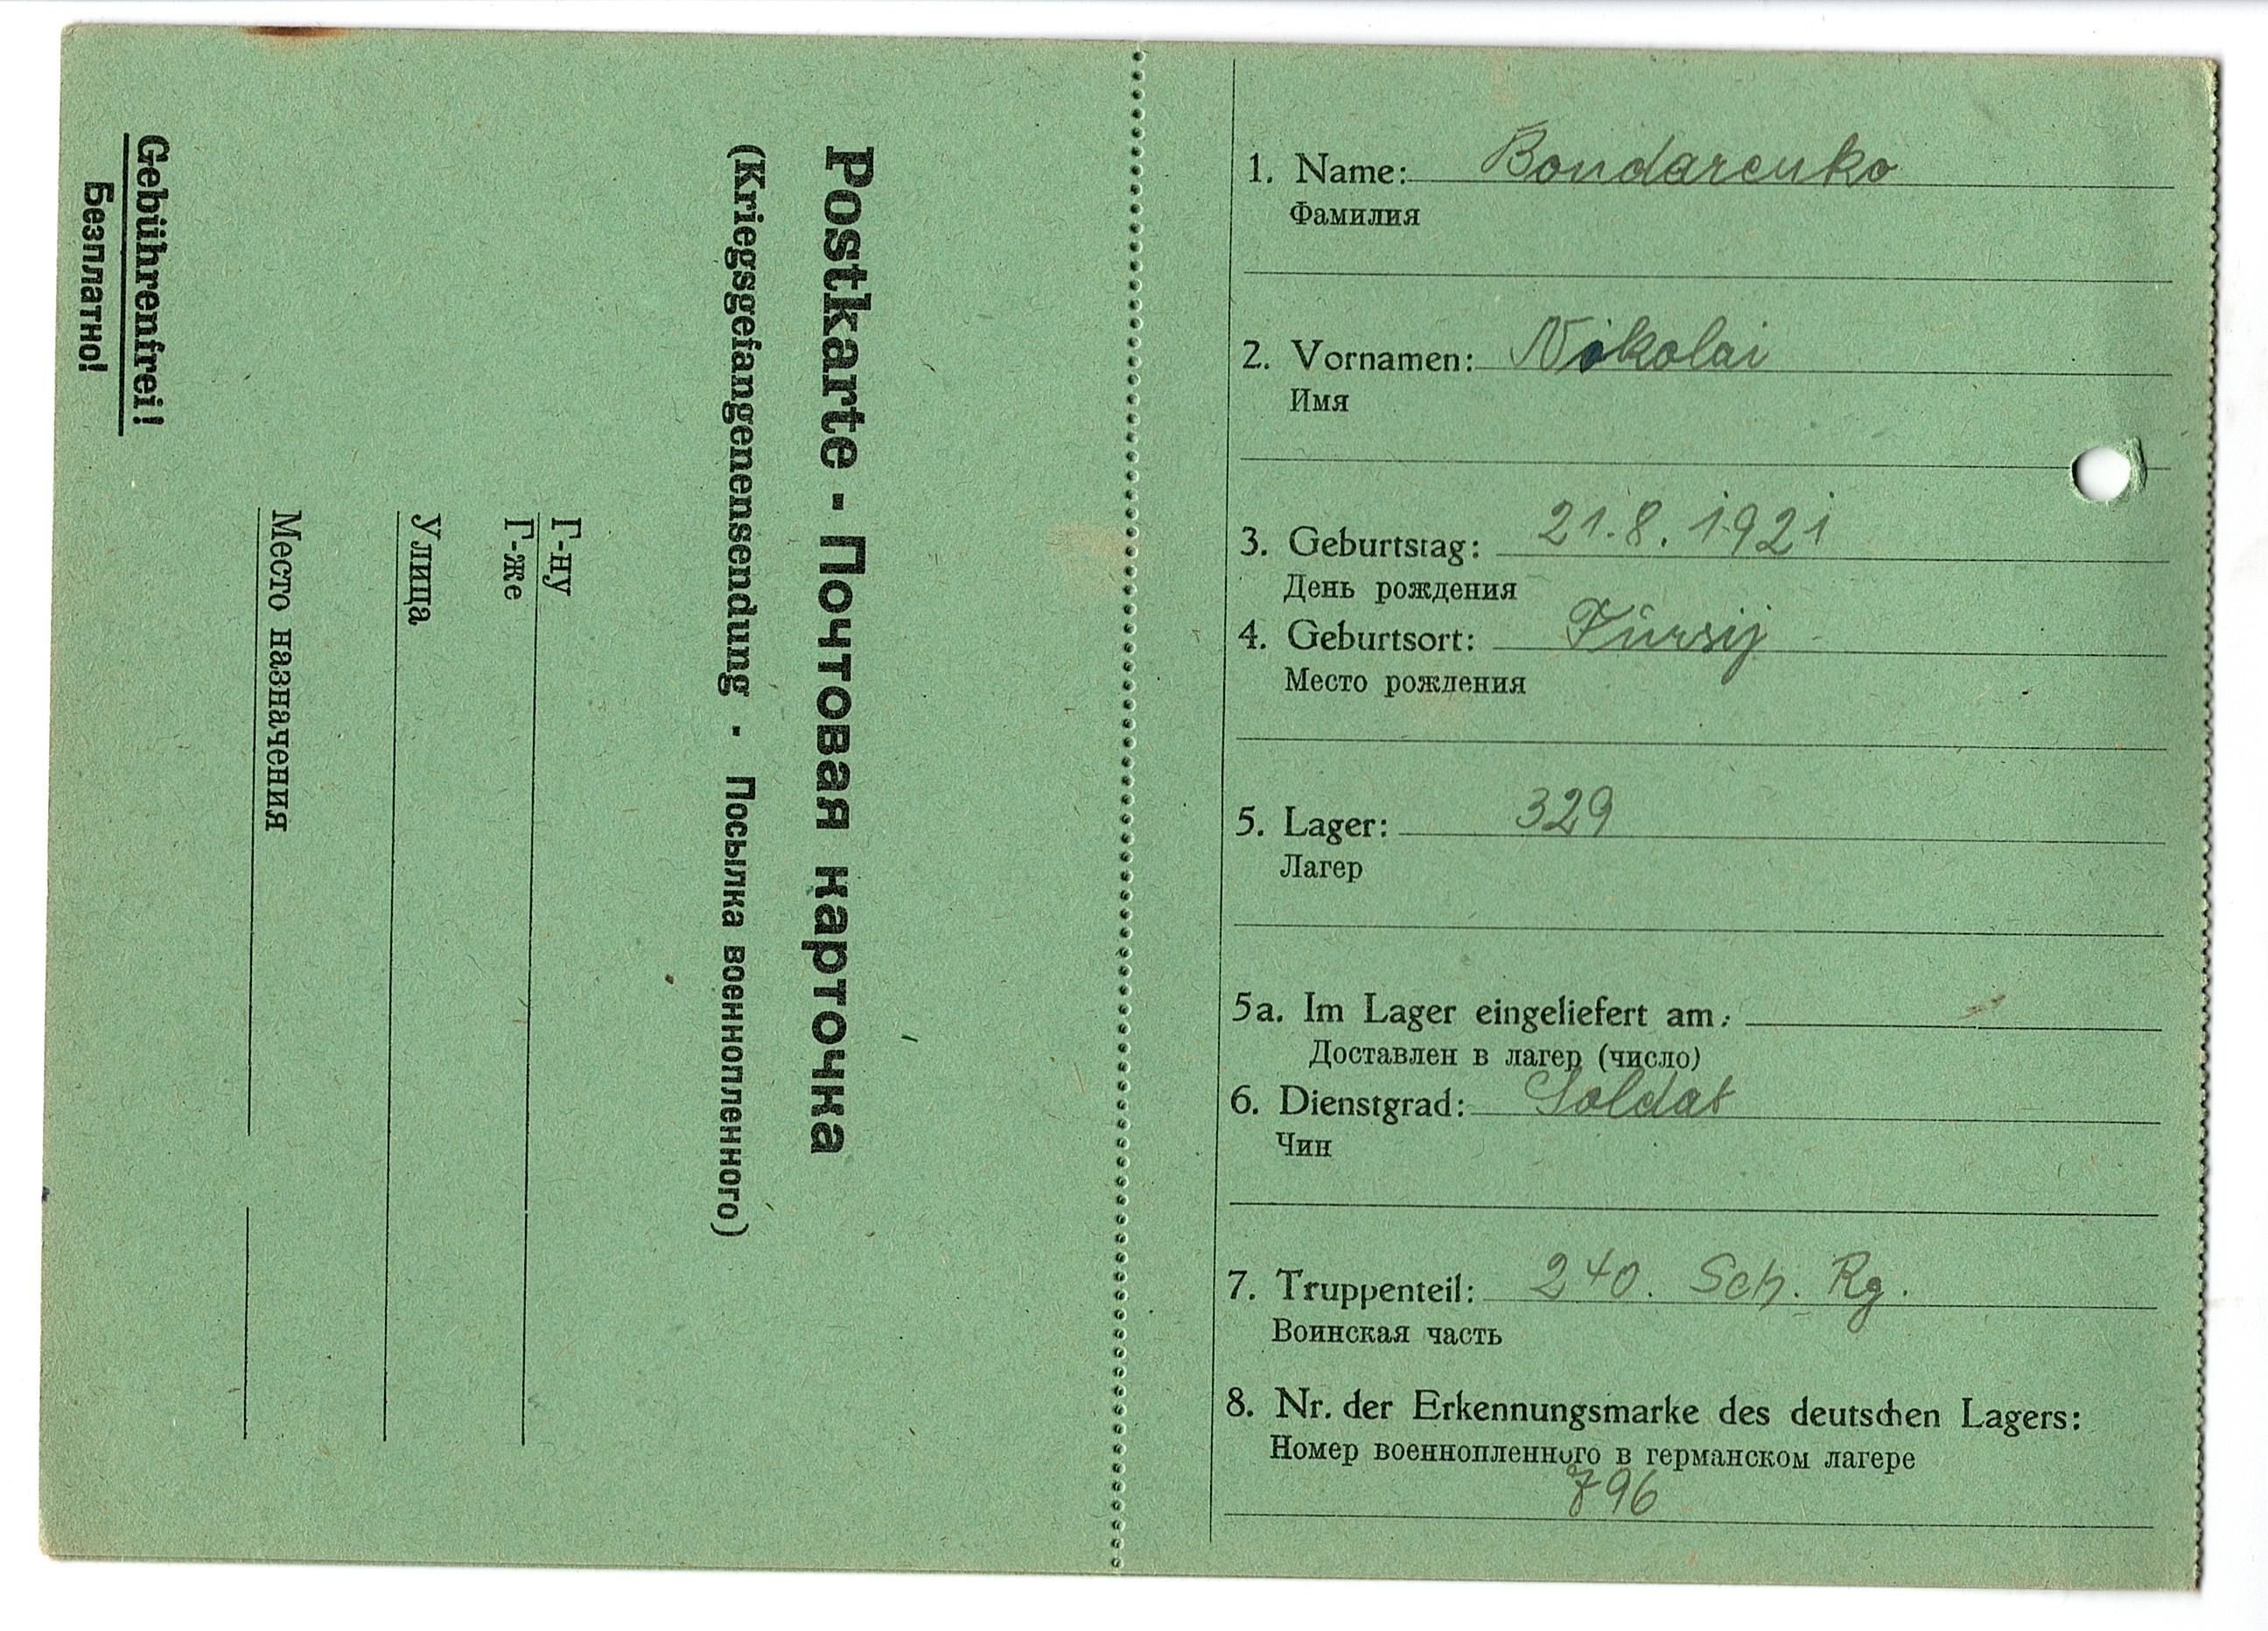 Postkarte - Почтовая карточка
(Kriegsgefangenensendung - Посылка военнопленного)
Г-ну
Г-же
Улица
Место назначения
Gebührenfrei!
Безплатно!
1. Name: Bondarenko
Фамилия
2. Vornamen: Nikolai
Имя
3. Geburtstag: 21.8.1921
День рождения
4. Geburtsort:
Место рождения
5. Lager: 329
Лагер
5a. Im Lager eingeliefert am:
Доставлен в лагер (число)
6. Dienstgrad: Soldat
Чин
7. Truppenteil: 240. Sch. Rg.
Воинская часть
8. Nr. der Erkennungsmarke des deutschen Lagers:
Номер военнопленного в германском лагере
796